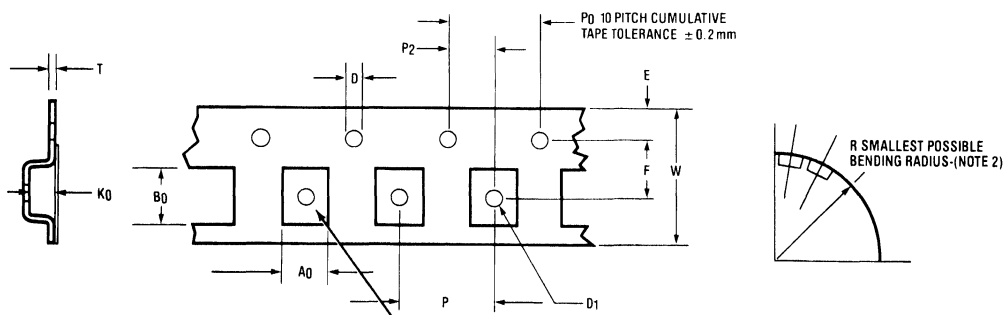 P0 10 PITCH CUMULATIVE
TAPE TOLERANCE ± 0.2 mm
P2
T
D
E
R SMALLEST POSSIBLE
BENDING RADIUS-(NOTE 2)
W
F
K0
B0
A0
P
D1